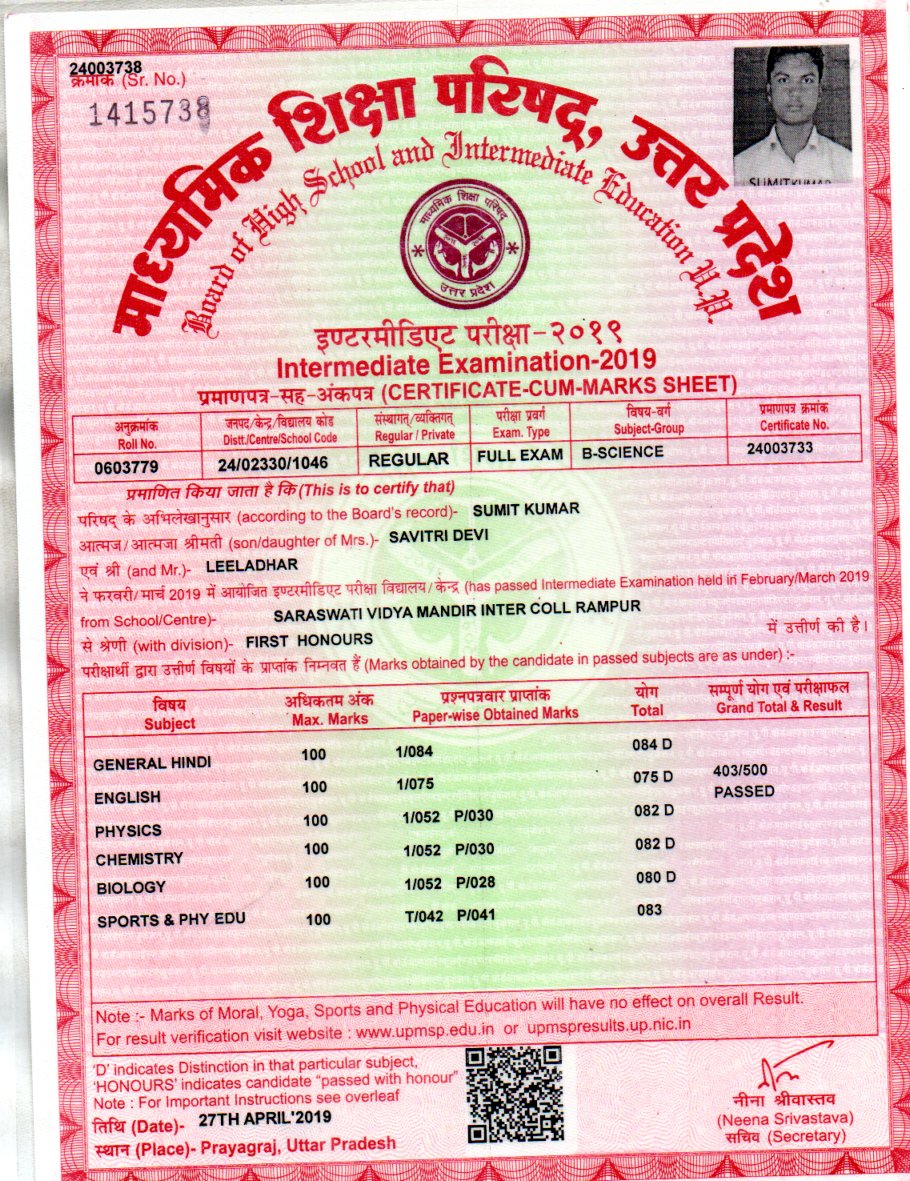 24003738
क्रमांक (Sr. No.)
1415738
माध्यमिक शिक्षा परिषद्, उत्तर प्रदेश
Board of High School and Intermediate Education U.P.
SUMIT KUMAR
माध्यमिक शिक्षा परिषद्
उत्तर प्रदेश
इण्टरमीडिएट परीक्षा-२०१९
Intermediate Examination-2019
प्रमाणपत्र-सह-अंकपत्र (CERTIFICATE-CUM-MARKS SHEET)
अनुक्रमांक जनपद/केन्द्र/विद्यालय कोड संस्थागत्/व्यक्तिगत् परीक्षा प्रवर्ग विषय-वर्ग प्रमाणपत्र क्रमांक
Roll No. Distt./Centre/School Code Regular / Private Exam. Type Subject-Group Certificate No.
0603779 24/02330/1046 REGULAR FULL EXAM B-SCIENCE 24003733
प्रमाणित किया जाता है कि (This is to certify that)
परिषद् के अभिलेखानुसार (according to the Board's record)- SUMIT KUMAR
आत्मज/आत्मजा श्रीमती (son/daughter of Mrs.)- SAVITRI DEVI
एवं श्री (and Mr.)- LEELADHAR
ने फरवरी/मार्च 2019 में आयोजित इण्टरमीडिएट परीक्षा विद्यालय/केन्द्र (has passed Intermediate Examination held in February/March 2019
from School/Centre)- SARASWATI VIDYA MANDIR INTER COLL RAMPUR
से श्रेणी (with division)- FIRST HONOURS में उत्तीर्ण की है।
परीक्षार्थी द्वारा उत्तीर्ण विषयों के प्राप्तांक निम्नवत हैं (Marks obtained by the candidate in passed subjects are as under) :-
विषय अधिकतम अंक प्रश्नपत्रवार प्राप्तांक योग सम्पूर्ण योग एवं परीक्षाफल
Subject Max. Marks Paper-wise Obtained Marks Total Grand Total & Result
GENERAL HINDI 100 1/084 084 D
ENGLISH 100 1/075 075 D 403/500
PASSED
PHYSICS 100 1/052 P/030 082 D
CHEMISTRY 100 1/052 P/030 082 D
BIOLOGY 100 1/052 P/028 080 D
SPORTS & PHY EDU 100 T/042 P/041 083
Note :- Marks of Moral, Yoga, Sports and Physical Education will have no effect on overall Result.
For result verification visit website : www.upmsp.edu.in or upmspresults.up.nic.in
'D' indicates Distinction in that particular subject,
'HONOURS' indicates candidate "passed with honour"
Note : For Important Instructions see overleaf
तिथि (Date)- 27TH APRIL'2019
स्थान (Place)- Prayagraj, Uttar Pradesh
नीना श्रीवास्तव
(Neena Srivastava)
सचिव (Secretary)